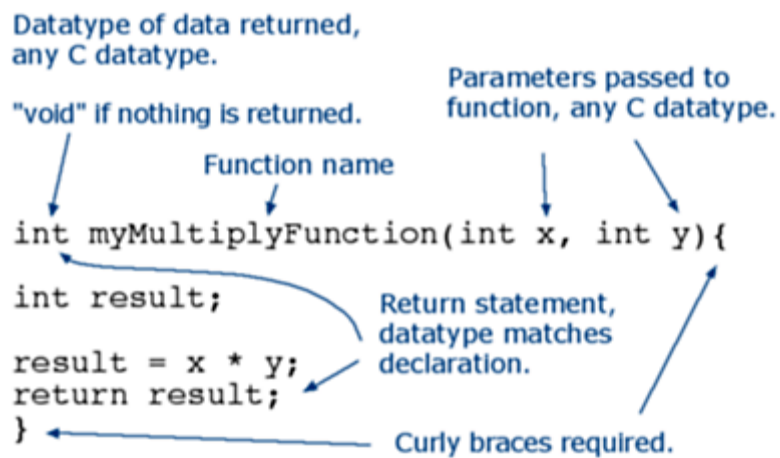 Datatype of data returned,
any C datatype.
"void" if nothing is returned.
Parameters passed to
function, any C datatype.
Function name
int myMultiplyFunction(int x, int y){
int result;
Return statement,
datatype matches
declaration.
result = x * y;
return result;
}
Curly braces required.